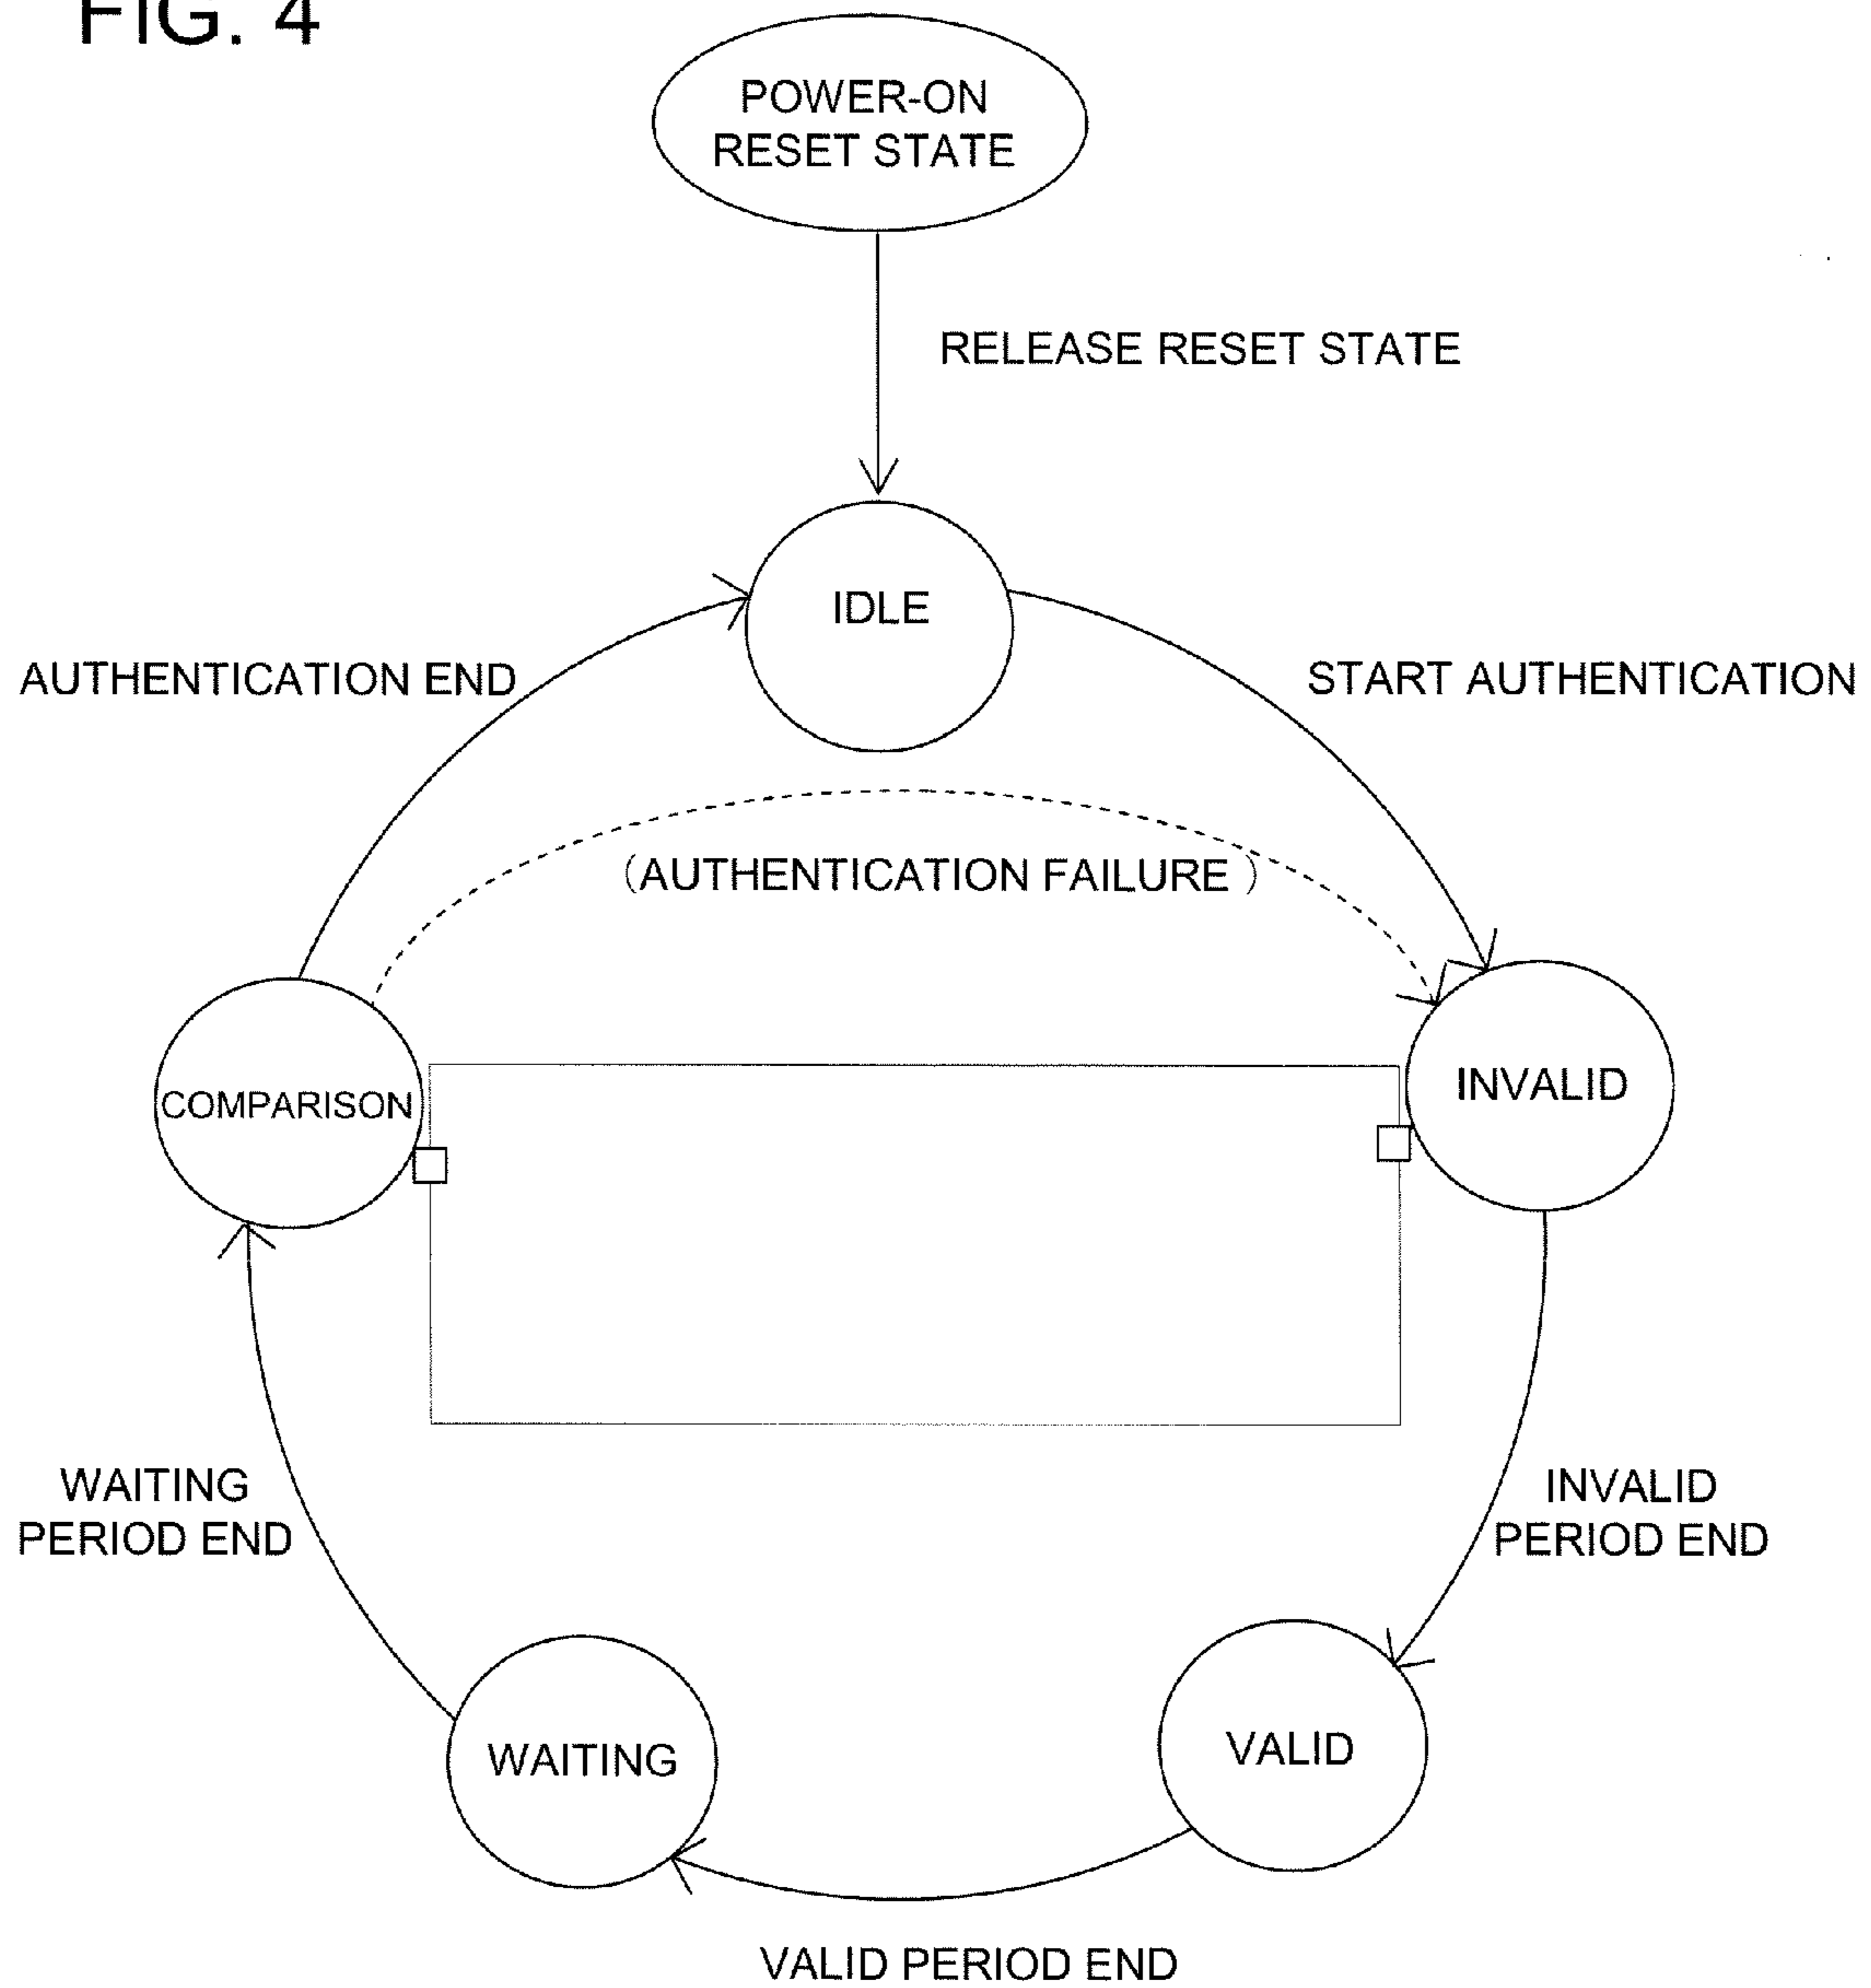 FIG. 4
POWER-ON
RESET STATE
RELEASE RESET STATE
IDLE
AUTHENTICATION END
START AUTHENTICATION
(AUTHENTICATION FAILURE )
COMPARISON
INVALID
WAITING
PERIOD END
INVALID
PERIOD END
WAITING
VALID
VALID PERIOD END